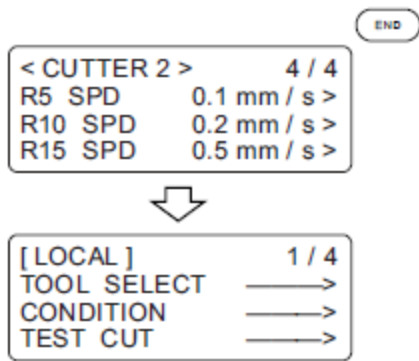 END
< CUTTER 2 > 4 / 4
R5 SPD 0.1 mm / s >
R10 SPD 0.2 mm / s >
R15 SPD 0.5 mm / s >
[ LOCAL ] 1 / 4
TOOL SELECT ———>
CONDITION ———>
TEST CUT ———>